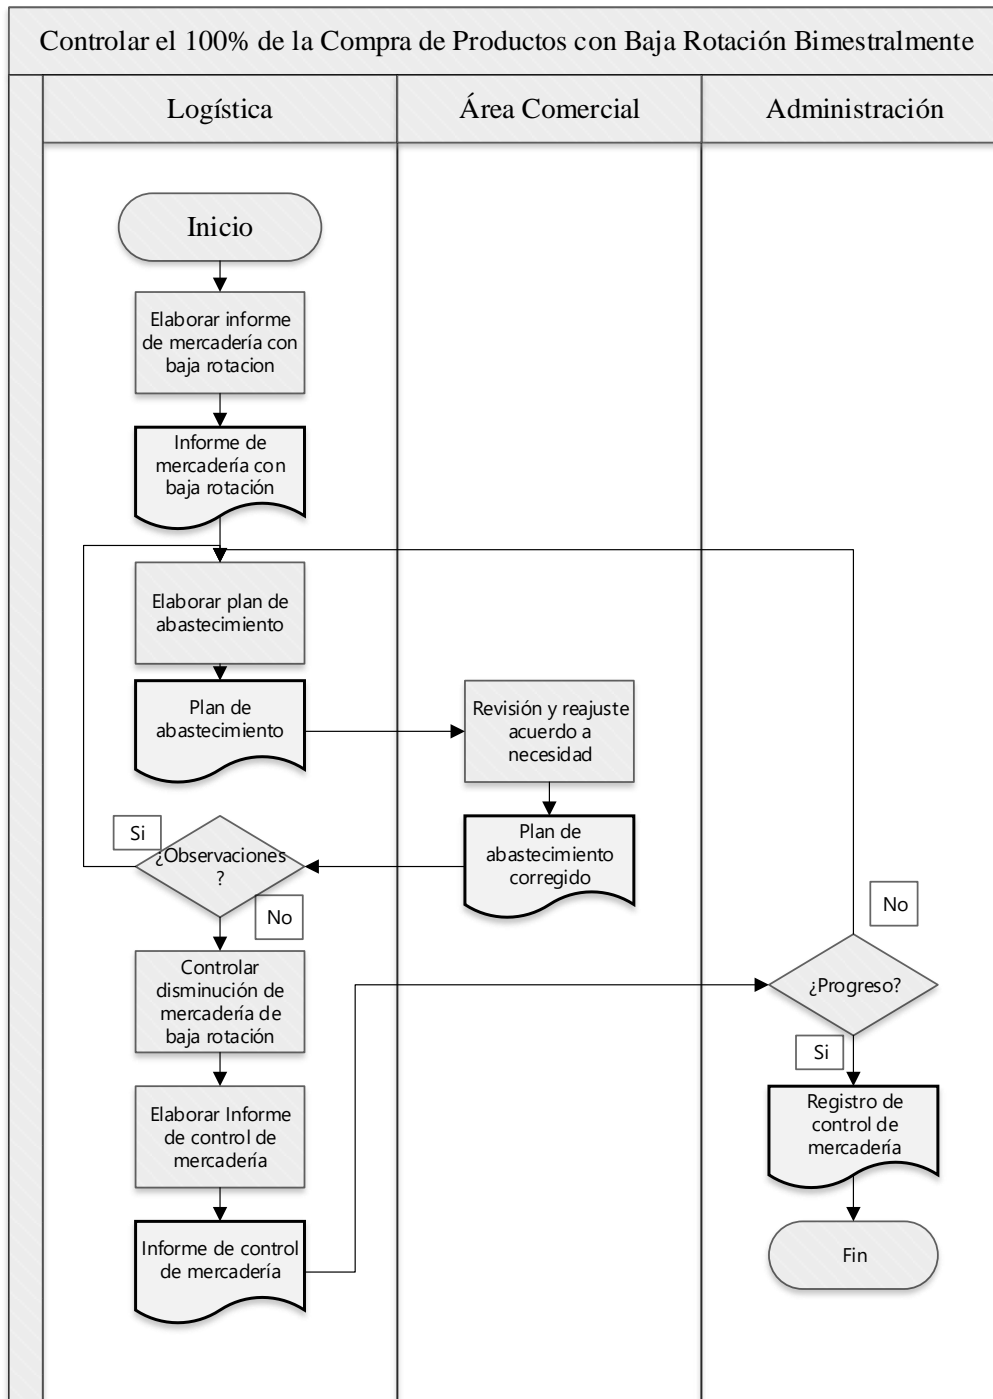 Controlar el 100% de la Compra de Productos con Baja Rotación Bimestralmente
Logística
Área Comercial
Administración
Inicio
Elaborar informe
de mercadería con
baja rotacion
Informe de
mercadería con
baja rotación
Elaborar plan de
abastecimiento
Plan de
abastecimiento
Revisión y reajuste
acuerdo a
necesidad
Plan de
abastecimiento
corregido
Si
¿Observaciones
?
No
Controlar
disminución de
mercadería de
baja rotación
Elaborar Informe
de control de
mercadería
Informe de control
de mercadería
No
¿Progreso?
Si
Registro de
control de
mercadería
Fin